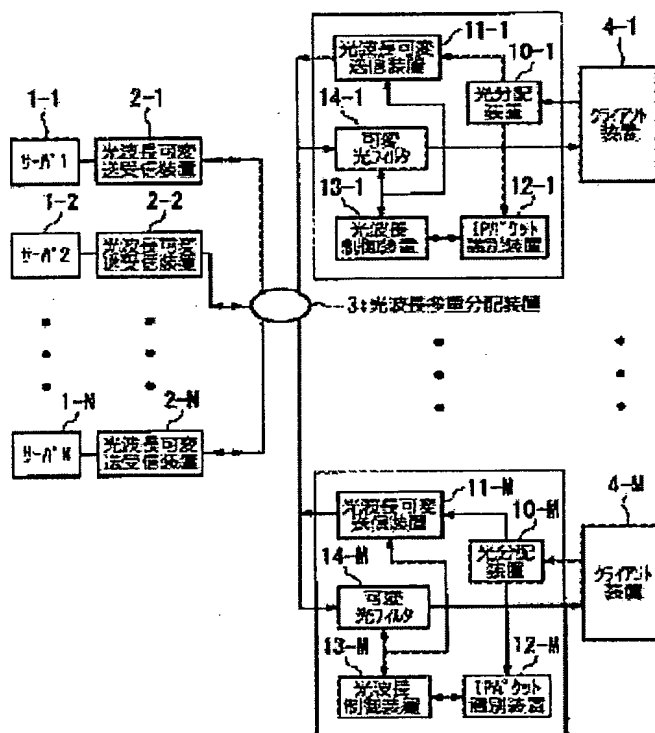 11-1
4-1
光波長可変
送信装置
10-1
光分配
装置
14-1
クライアント
装置
1-1
2-1
サーバ1
光波長可変
送受信装置
可変
光フィルタ
13-1
12-1
1-2
2-2
光波長
制御装置
IPパケット
識別装置
サーバ2
光波長可変
送受信装置
3:光波長多重分配装置
1-N
2-N
サーバN
光波長可変
送受信装置
11-M
4-M
光波長可変
送信装置
10-M
光分配
装置
14-M
クライアント
装置
可変
光フィルタ
13-M
12-M
光波長
制御装置
IPパケット
識別装置